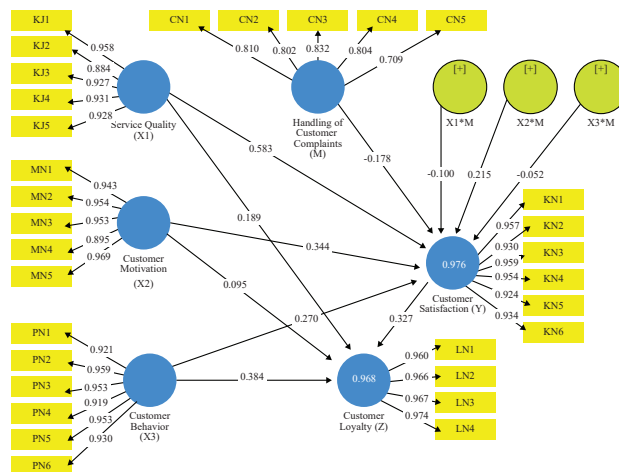 KJ1
KJ2
KJ3
KJ4
KJ5
0.958
0.884
0.927
0.931
0.928
Service Quality
(X1)
CN1
CN2
CN3
CN4
CN5
0.810
0.802
0.832
0.804
0.709
Handling of
Customer
Complaints
(M)
[+]
[+]
[+]
X1*M
X2*M
X3*M
0.583
-0.178
-0.100
0.215
-0.052
0.189
MN1
MN2
MN3
MN4
MN5
0.943
0.954
0.953
0.895
0.969
Customer
Motivation
(X2)
0.344
0.095
0.270
0.976
Customer
Satisfaction (Y)
KN1
KN2
KN3
KN4
KN5
KN6
0.957
0.930
0.959
0.954
0.924
0.934
0.327
PN1
PN2
PN3
PN4
PN5
PN6
0.921
0.959
0.953
0.919
0.953
0.930
Customer
Behavior
(X3)
0.384
0.968
Customer
Loyalty (Z)
LN1
LN2
LN3
LN4
0.960
0.966
0.967
0.974